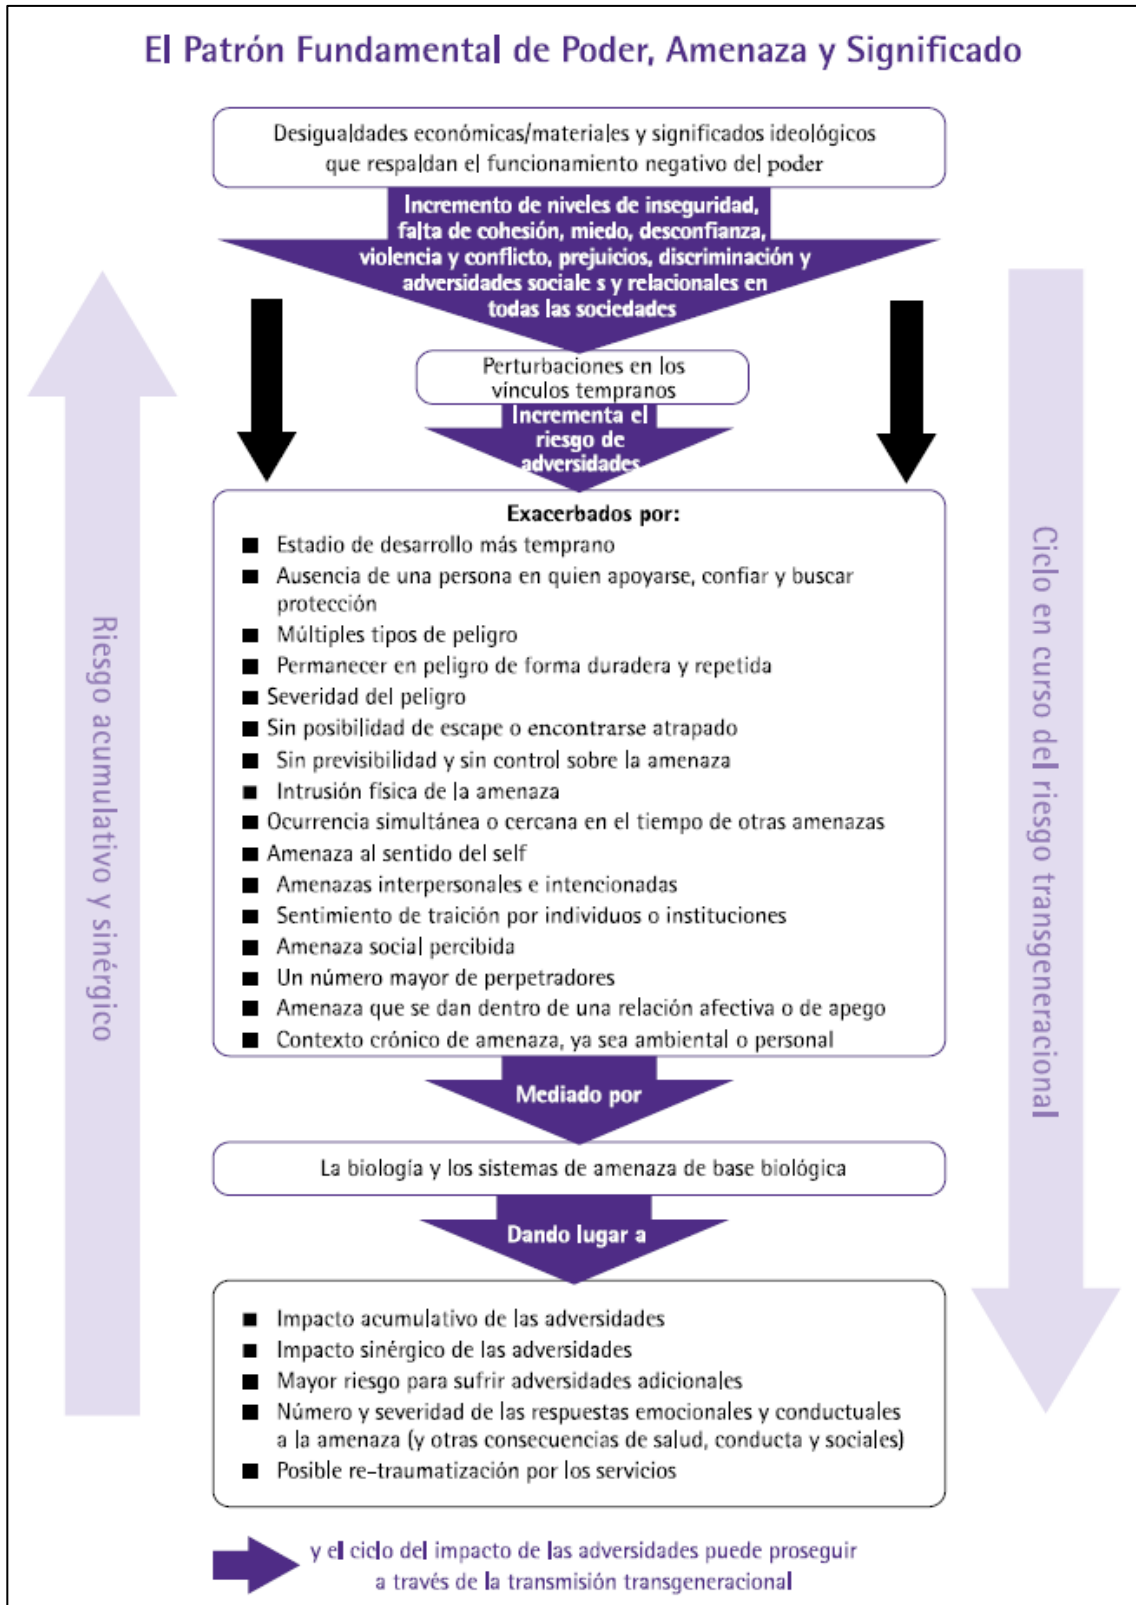 El Patrón Fundamental de Poder, Amenaza y Significado
Desigualdades económicas/materiales y significados ideológicos
que respaldan el funcionamiento negativo del poder
Incremento de niveles de inseguridad,
falta de cohesión, miedo, desconfianza,
violencia y conflicto, prejuicios, discriminación y
adversidades sociale s y relacionales en
todas las sociedades
Perturbaciones en los
vínculos tempranos
Incrementa el
riesgo de
adversidades
Exacerbados por:
■ Estadio de desarrollo más temprano
■ Ausencia de una persona en quien apoyarse, confiar y buscar
protección
■ Múltiples tipos de peligro
■ Permanecer en peligro de forma duradera y repetida
■ Severidad del peligro
■ Sin posibilidad de escape o encontrarse atrapado
■ Sin previsibilidad y sin control sobre la amenaza
■ Intrusión física de la amenaza
■ Ocurrencia simultánea o cercana en el tiempo de otras amenazas
■ Amenaza al sentido del self
■ Amenazas interpersonales e intencionadas
■ Sentimiento de traición por individuos o instituciones
■ Amenaza social percibida
■ Un número mayor de perpetradores
■ Amenaza que se dan dentro de una relación afectiva o de apego
■ Contexto crónico de amenaza, ya sea ambiental o personal
Mediado por
La biología y los sistemas de amenaza de base biológica
Dando lugar a
■ Impacto acumulativo de las adversidades
■ Impacto sinérgico de las adversidades
■ Mayor riesgo para sufrir adversidades adicionales
■ Número y severidad de las respuestas emocionales y conductuales
a la amenaza (y otras consecuencias de salud, conducta y sociales)
■ Posible re-traumatización por los servicios
y el ciclo del impacto de las adversidades puede proseguir
a través de la transmisión transgeneracional
Riesgo acumulativo y sinérgico
Ciclo en curso del riesgo transgeneracional